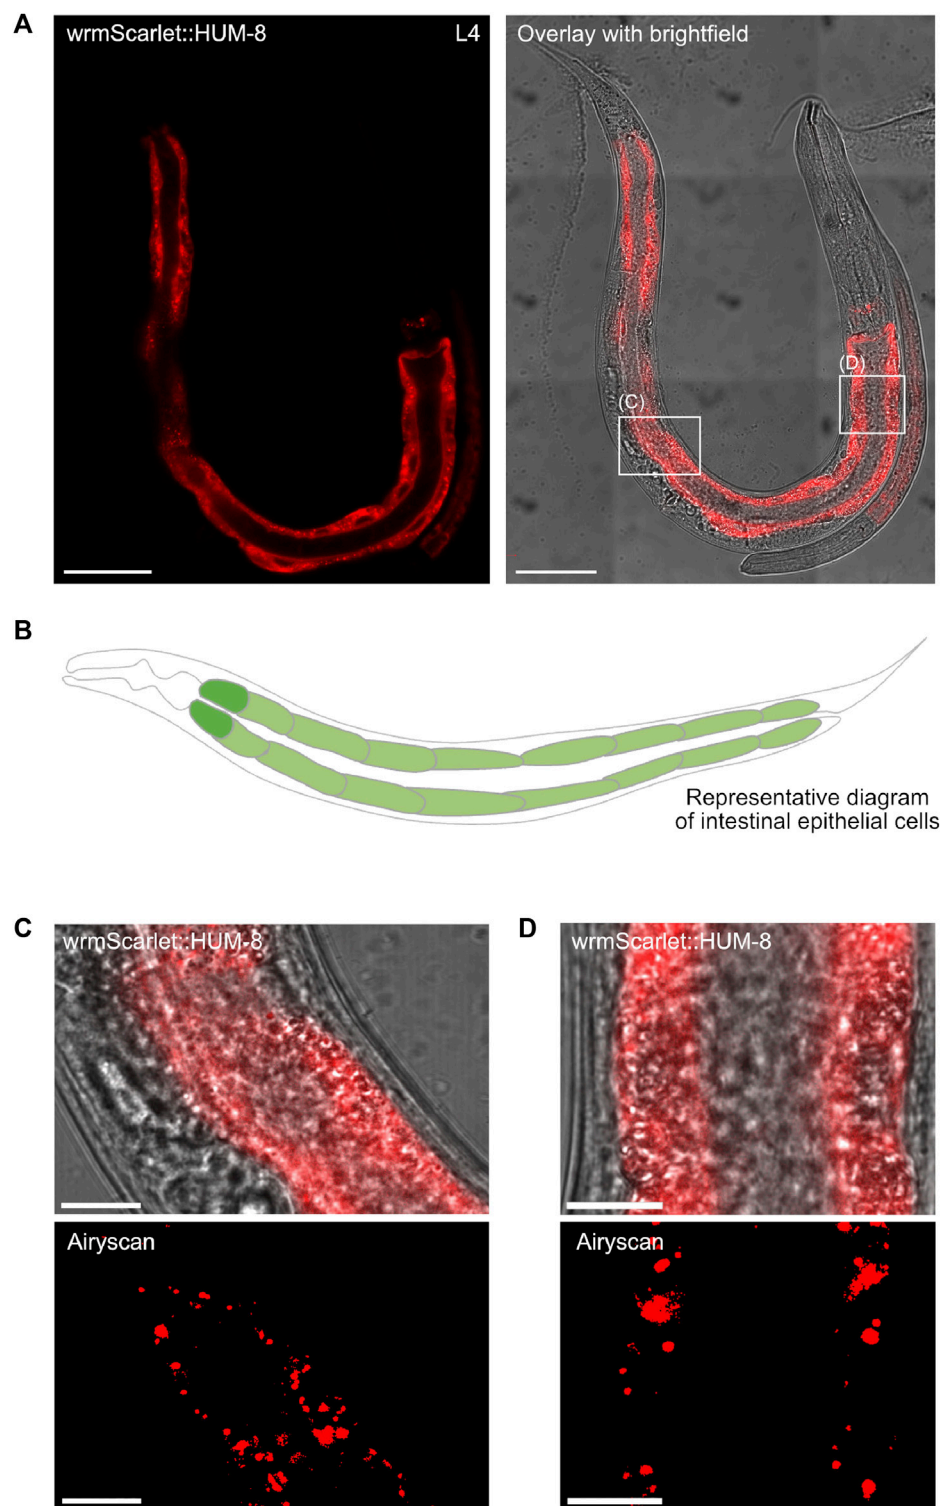 A
wrmScarlet::HUM-8
L4
Overlay with brightfield
(C)
(D)
B
Representative diagram
of intestinal epithelial cells
C
wrmScarlet::HUM-8
D
wrmScarlet::HUM-8
Airyscan
Airyscan